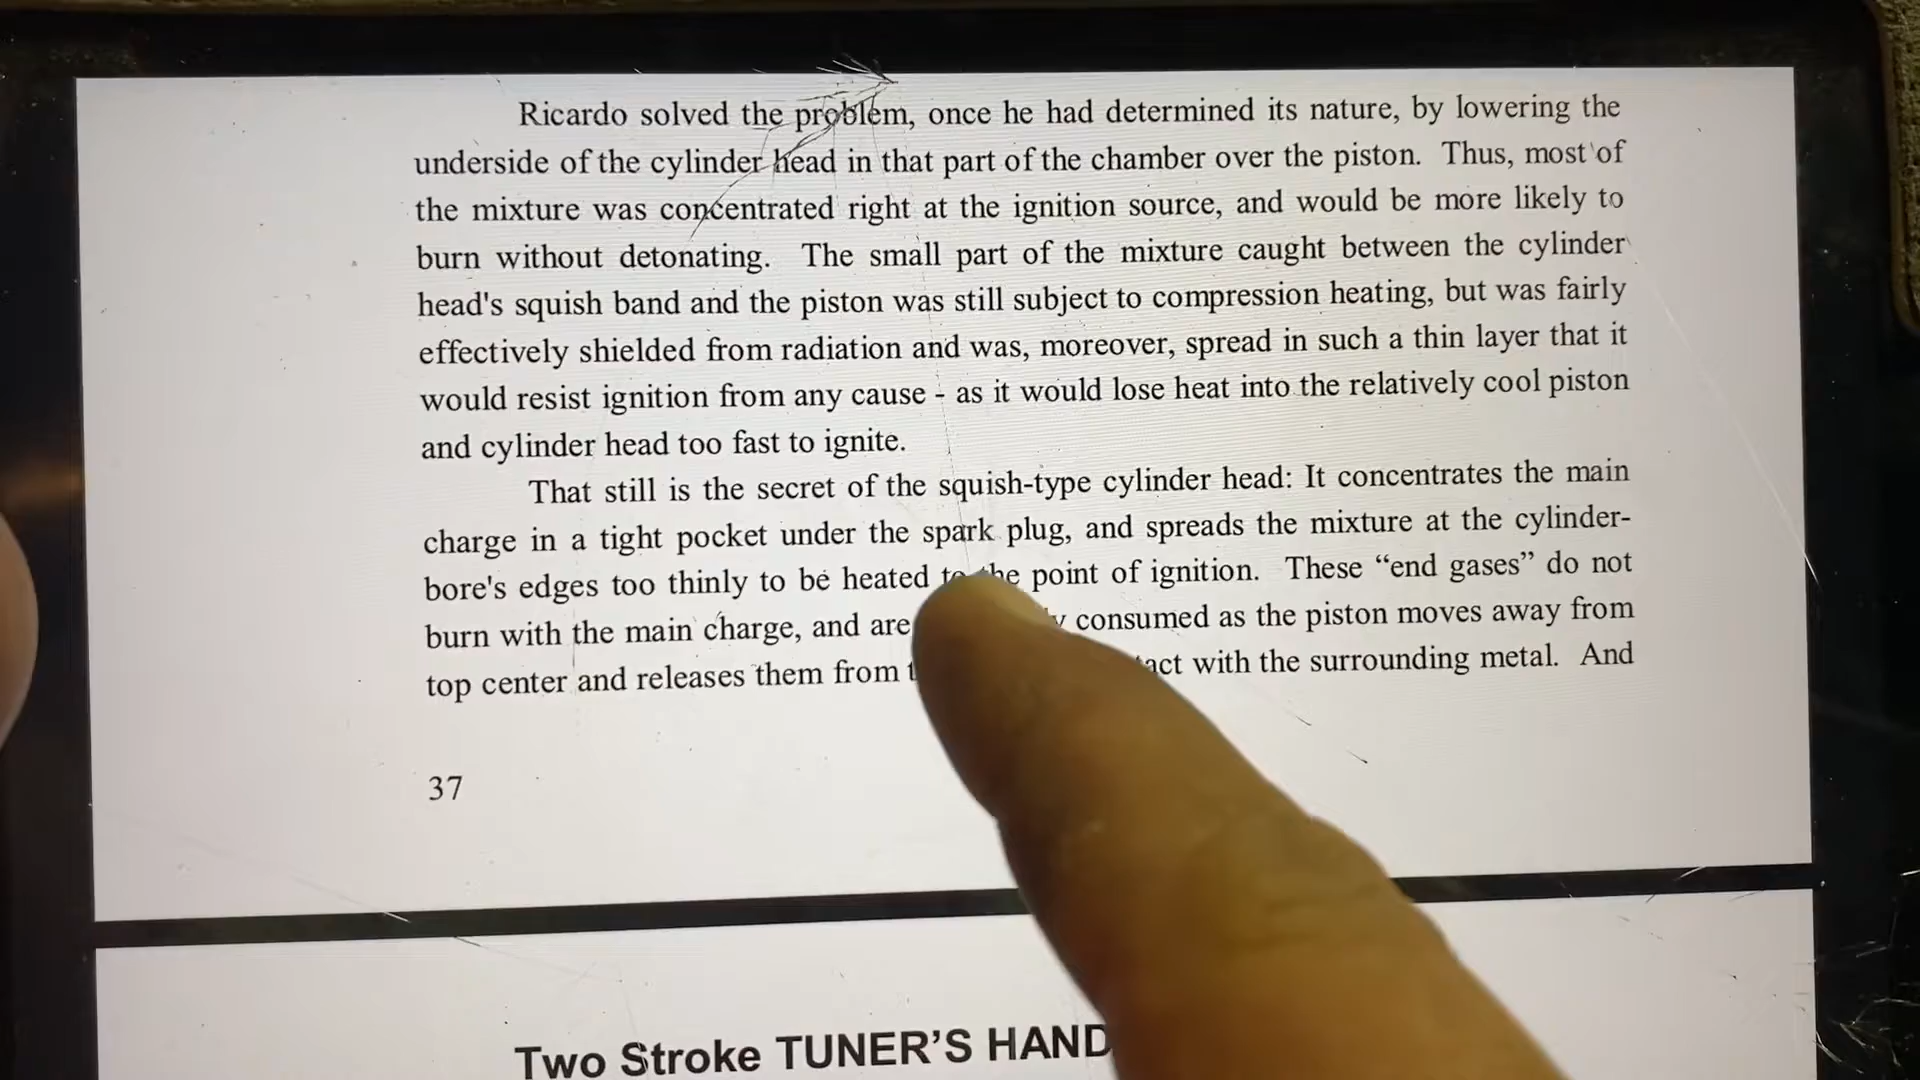 Ricardo solved the problem, once he had determined its nature, by lowering the
underside of the cylinder head in that part of the chamber over the piston. Thus, most of
the mixture was concentrated right at the ignition source, and would be more likely to
burn without detonating. The small part of the mixture caught between the cylinder
head's squish band and the piston was still subject to compression heating, but was fairly
effectively shielded from radiation and was, moreover, spread in such a thin layer that it
would resist ignition from any cause - as it would lose heat into the relatively cool piston
and cylinder head too fast to ignite.
That still is the secret of the squish-type cylinder head: It concentrates the main
charge in a tight pocket under the spark plug, and spreads the mixture at the cylinder-
bore's edges too thinly to be heated to the point of ignition. These “end gases” do not
burn with the main charge, and are consumed as the piston moves away from
top center and releases them from with the surrounding metal. And
37
Two Stroke TUNER'S HAND